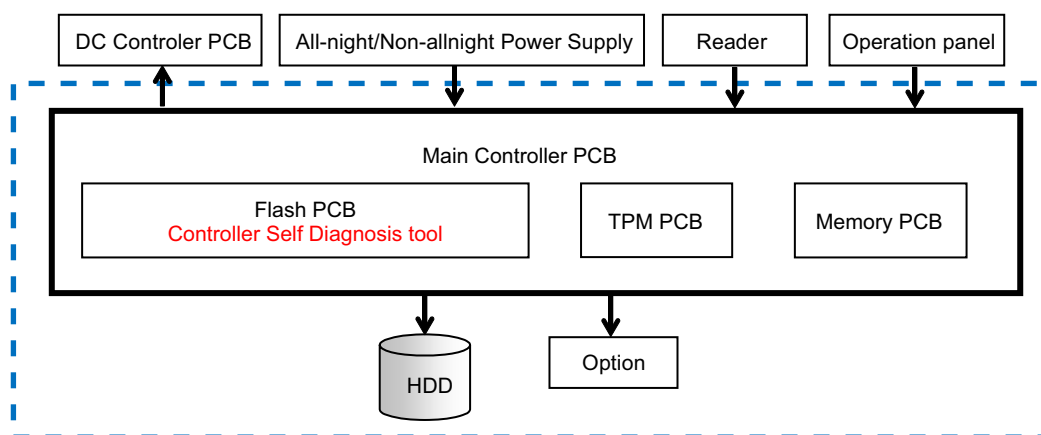 DC Controler PCB
All-night/Non-allnight Power Supply
Reader
Operation panel
Main Controller PCB
Flash PCB
Controller Self Diagnosis tool
TPM PCB
Memory PCB
HDD
Option